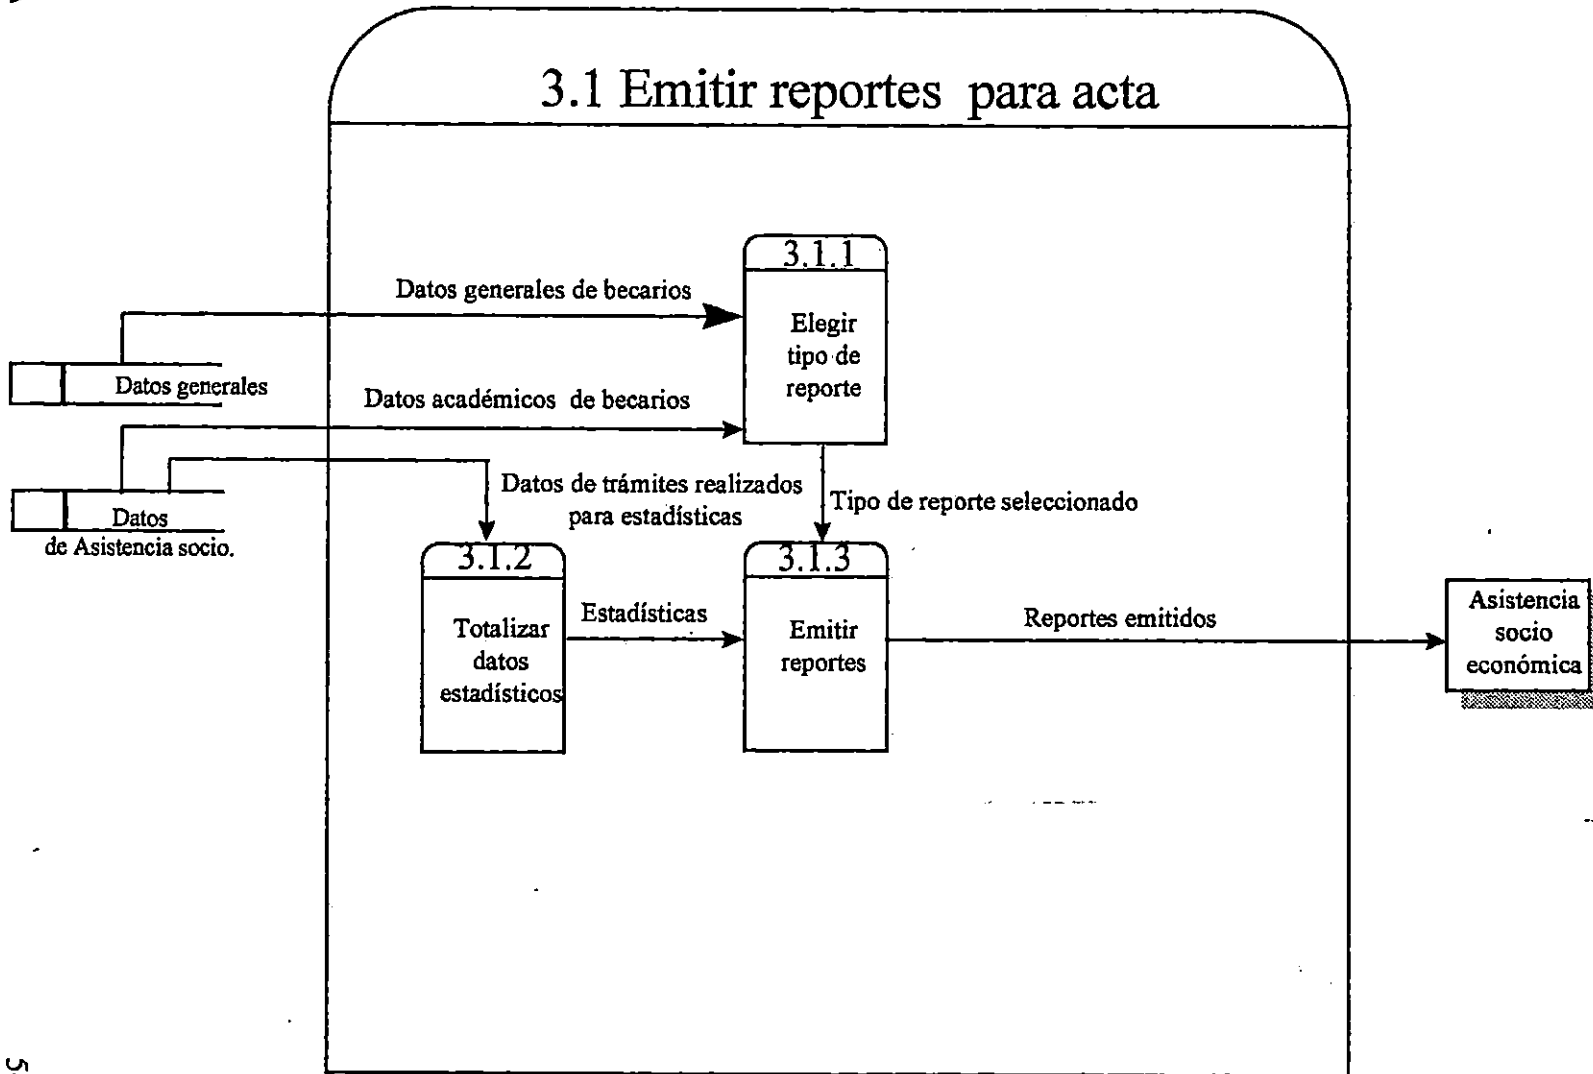 3.1 Emitir reportes para acta
3.1.1
Elegir
tipo de
reporte
Datos generales de becarios
Datos generales
Datos académicos de becarios
Datos
de Asistencia socio.
Datos de trámites realizados
para estadísticas
Tipo de reporte seleccionado
3.1.2
Totalizar
datos
estadísticos
Estadísticas
3.1.3
Emitir
reportes
Reportes emitidos
Asistencia
socio
económica
5